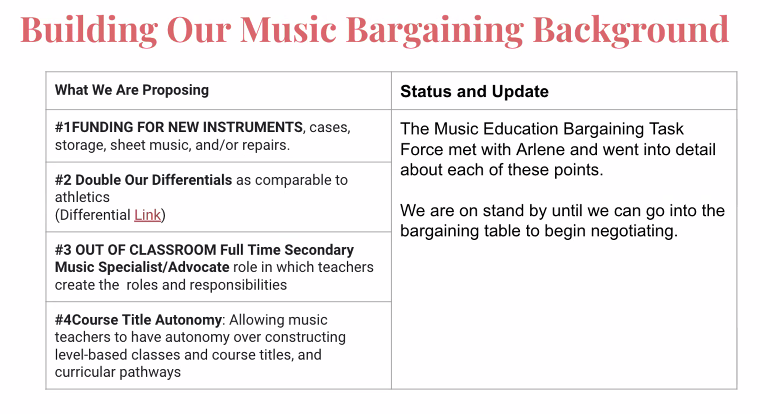 Building Our Music Bargaining Background
What We Are Proposing
#1FUNDING FOR NEW INSTRUMENTS, cases,
storage, sheet music, and/or repairs.
#2 Double Our Differentials as comparable to
athletics
(Differential Link)
#3 OUT OF CLASSROOM Full Time Secondary
Music Specialist/Advocate role in which teachers
create the  roles and responsibilities
#4Course Title Autonomy: Allowing music
teachers to have autonomy over constructing
level-based classes and course titles, and
curricular pathways
Status and Update
The Music Education Bargaining Task
Force met with Arlene and went into detail
about each of these points.
We are on stand by until we can go into the
bargaining table to begin negotiating.